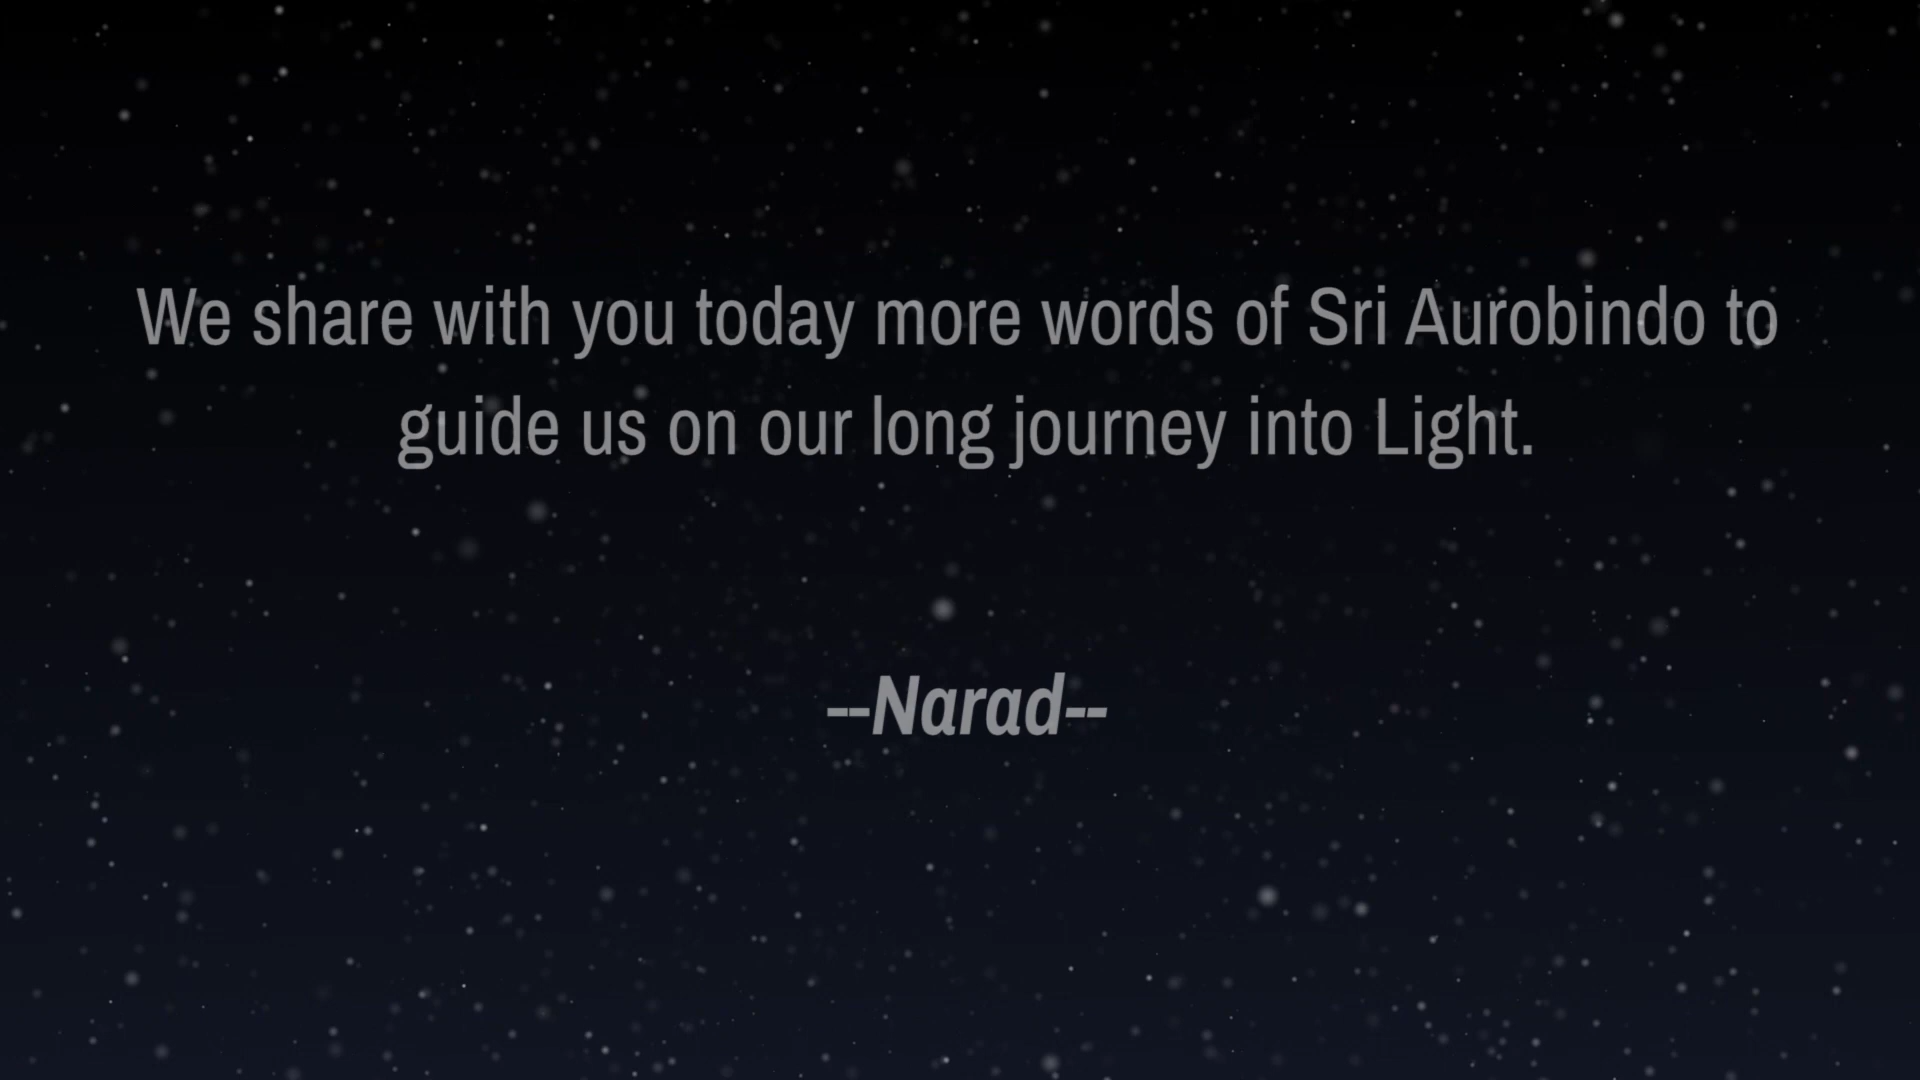 We share with you today more words of Sri Aurobindo to
guide us on our long journey into Light.
--Narad--